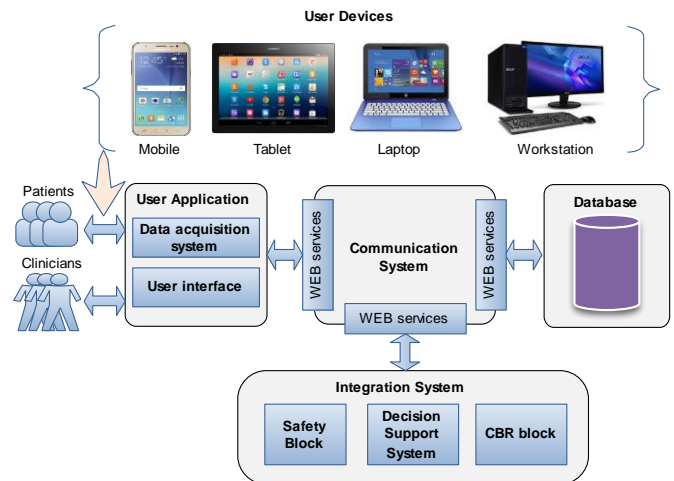 User Devices
Mobile
Tablet
Laptop
Workstation
Patients
Clinicians
User Application
Data acquisition
system
User interface
WEB services
Communication
System
WEB services
WEB services
Database
Integration System
Safety
Block
Decision
Support
System
CBR block